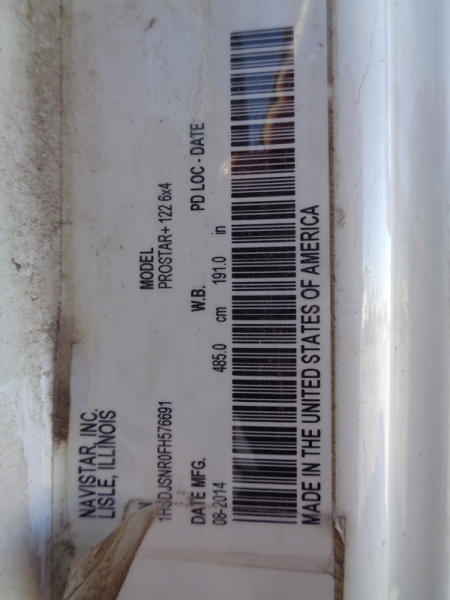 NAVISTAR, INC.
LISLE, ILLINOIS
MODEL
PROSTAR+ 122 6x4
DATE MFG. W.B. PD LOC - DATE
08-2014 485.0 cm 191.0 in
MADE IN THE UNITED STATES OF AMERICA